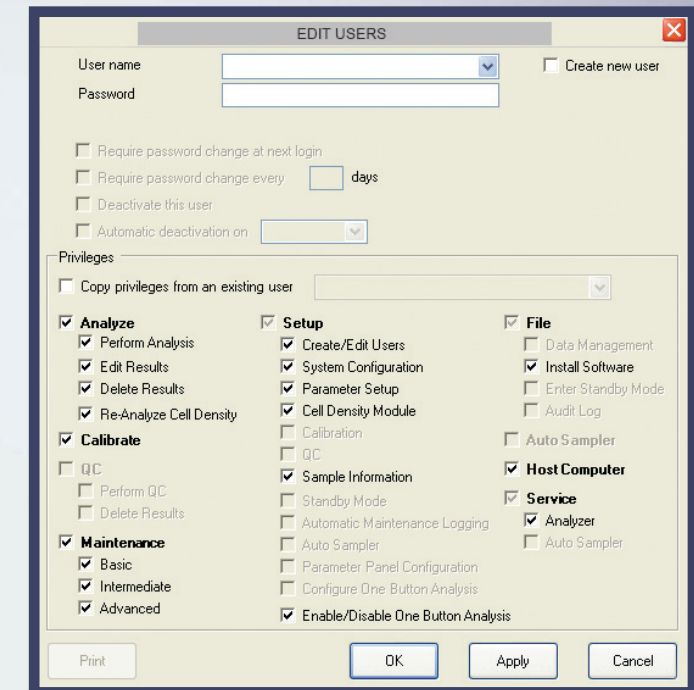 EDIT USERS
User name
Create new user
Password
Require password change at next login
Require password change every days
Deactivate this user
Automatic deactivation on
Privileges
Copy privileges from an existing user
Analyze
Perform Analysis
Edit Results
Delete Results
Re-Analyze Cell Density
Calibrate
QC
Perform QC
Delete Results
Maintenance
Basic
Intermediate
Advanced
Setup
Create/Edit Users
System Configuration
Parameter Setup
Cell Density Module
Calibration
QC
Sample Information
Standby Mode
Automatic Maintenance Logging
Auto Sampler
Parameter Panel Configuration
Configure One Button Analysis
Enable/Disable One Button Analysis
File
Data Management
Install Software
Enter Standby Mode
Audit Log
Auto Sampler
Host Computer
Service
Analyzer
Auto Sampler
Print
OK
Apply
Cancel